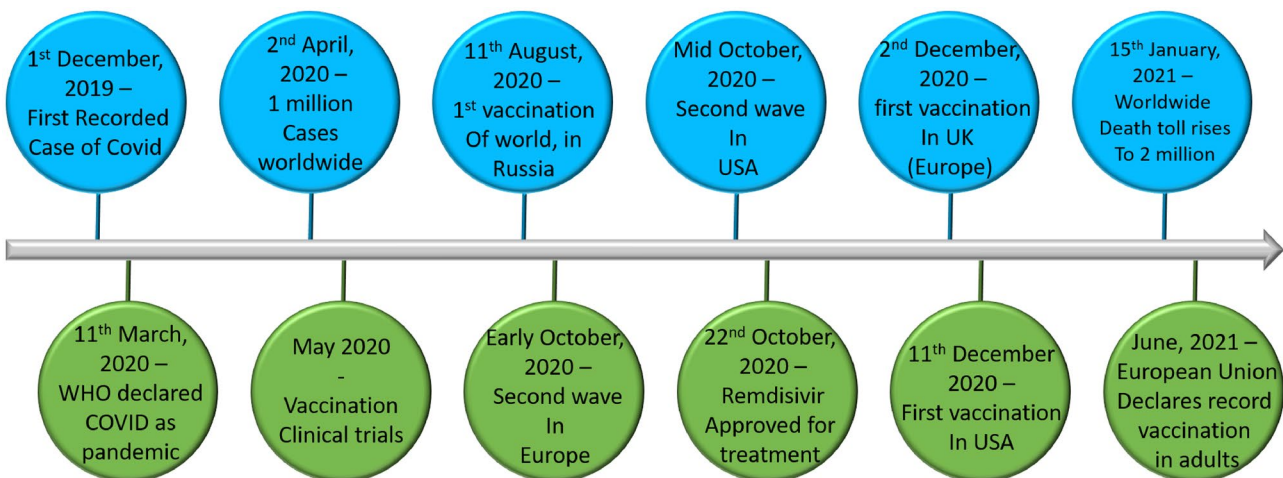 1st December,
2019 –
First Recorded
Case of Covid
2nd April,
2020 –
1 million
Cases
worldwide
11th August,
2020 –
1st vaccination
Of world, in
Russia
Mid October,
2020 –
Second wave
In
USA
2nd December,
2020 –
first vaccination
In UK
(Europe)
15th January,
2021 –
Worldwide
Death toll rises
To 2 million
11th March,
2020 –
WHO declared
COVID as
pandemic
May 2020
-
Vaccination
Clinical trials
Early October,
2020 –
Second wave
In
Europe
22nd October,
2020 –
Remdisivir
Approved for
treatment
11th December
2020 –
First vaccination
In USA
June, 2021 –
European Union
Declares record
vaccination
in adults